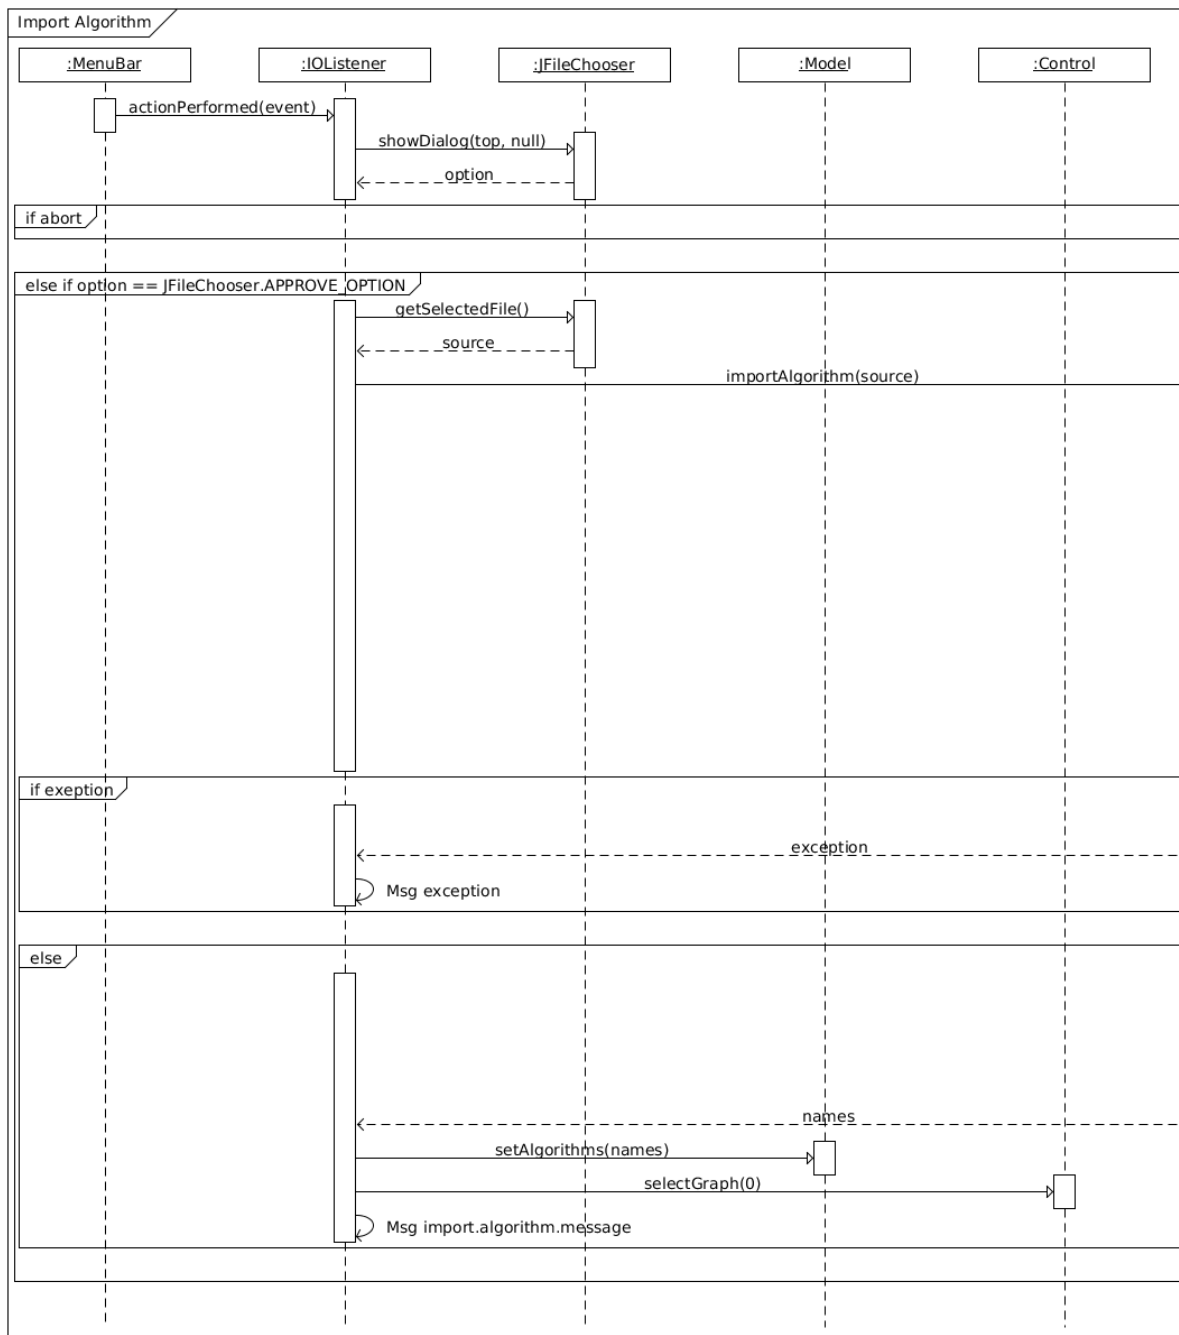 Import Algorithm
:MenuBar
:IOListener
:JFileChooser
:Model
:Control
actionPerformed(event)
showDialog(top, null)
option
if abort
else if option == JFileChooser.APPROVE_OPTION
getSelectedFile()
source
importAlgorithm(source)
if exeption
exception
Msg exception
else
names
setAlgorithms(names)
selectGraph(0)
Msg import.algorithm.message